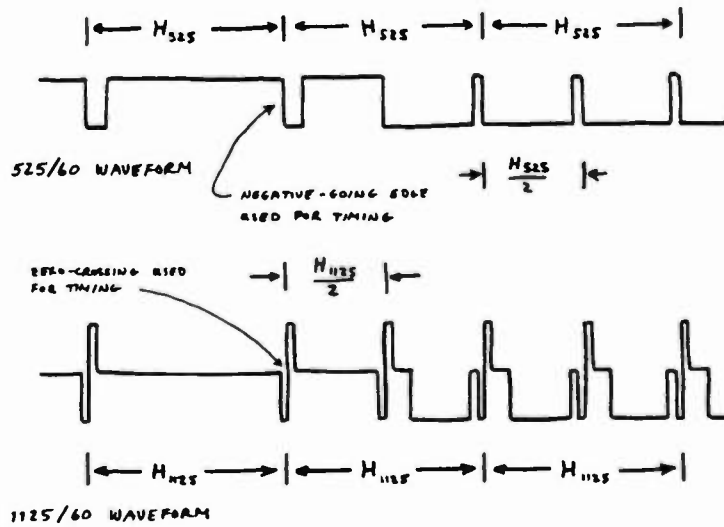 H525 H525 H525
525/60 WAVEFORM
H525
2
NEGATIVE-GOING EDGE
USED FOR TIMING
ZERO-CROSSING USED
FOR TIMING
H1125
2
H1125 H1125 H1125
1125/60 WAVEFORM